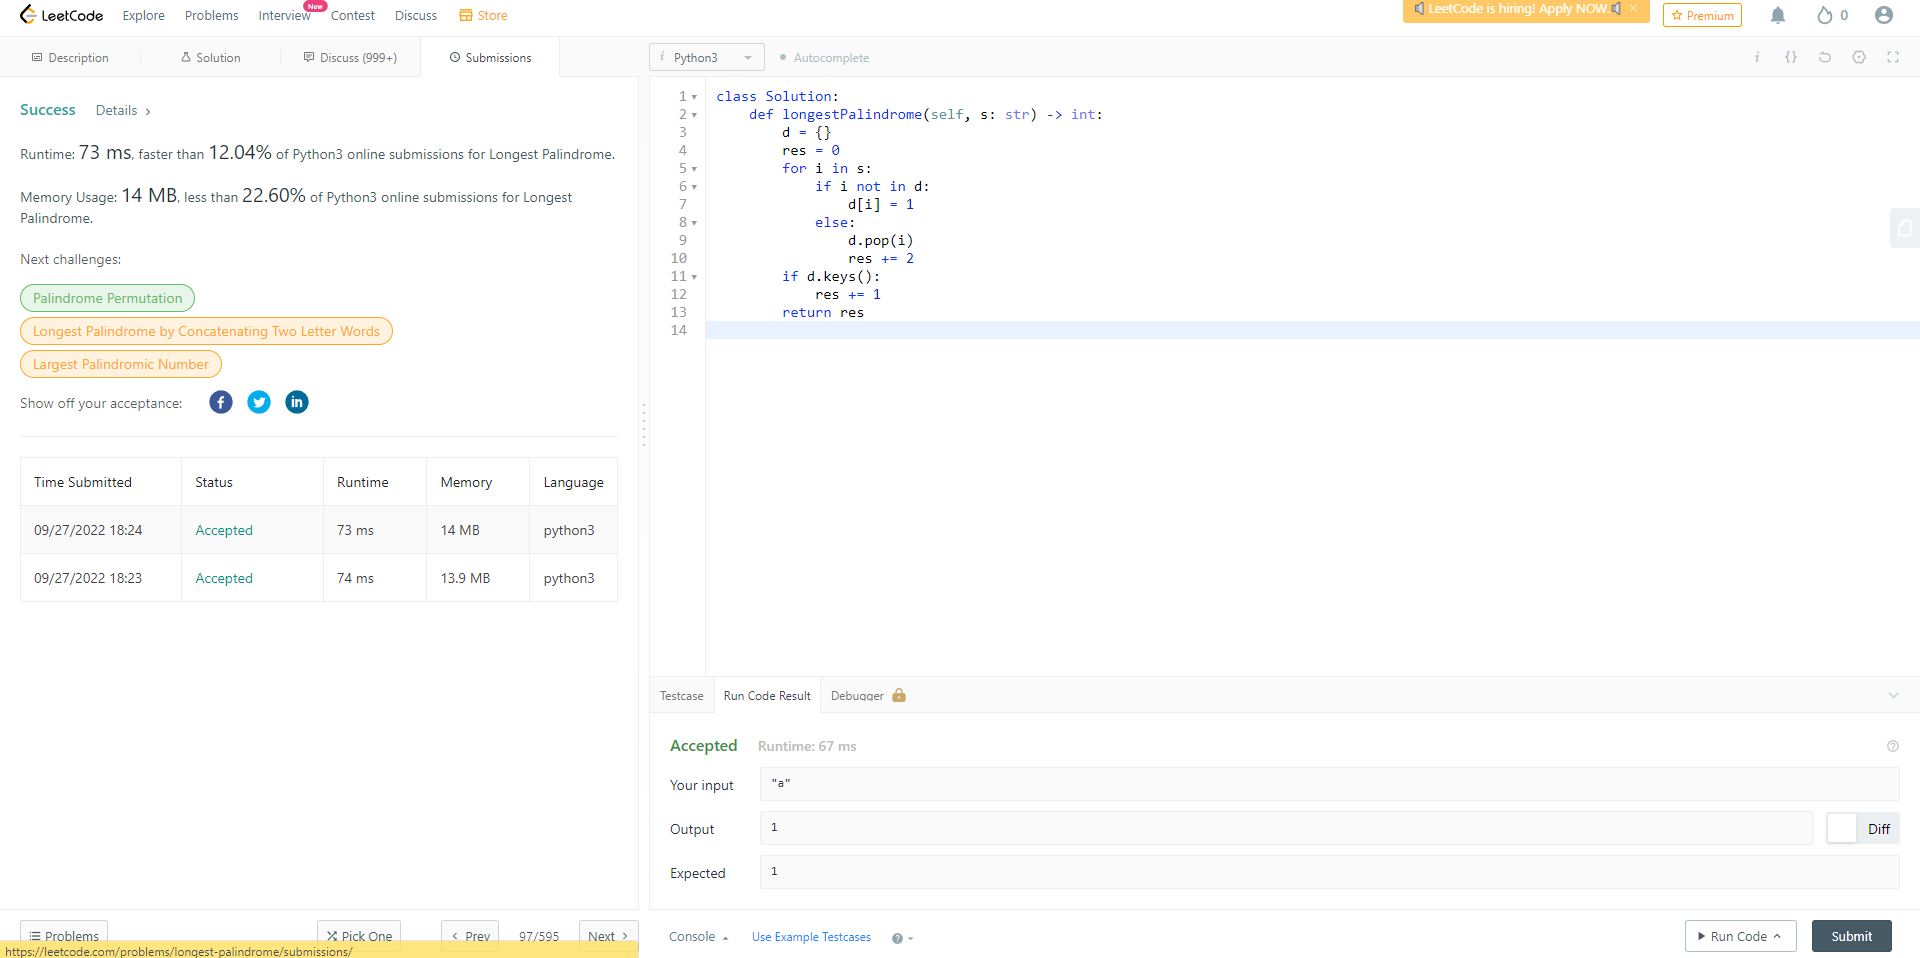 LeetCode Explore Problems Interview New Contest Discuss Store LeetCode is hiring! Apply NOW. Premium 0
Description Solution Discuss (999+) Submissions
Success Details
Runtime: 73 ms, faster than 12.04% of Python3 online submissions for Longest Palindrome.
Memory Usage: 14 MB, less than 22.60% of Python3 online submissions for Longest
Palindrome.
Next challenges:
Palindrome Permutation
Longest Palindrome by Concatenating Two Letter Words
Largest Palindromic Number
Show off your acceptance:
Time Submitted Status Runtime Memory Language
09/27/2022 18:24 Accepted 73 ms 14 MB python3
09/27/2022 18:23 Accepted 74 ms 13.9 MB python3
Problems Pick One Prev 97/595 Next
https://leetcode.com/problems/longest-palindrome/submissions/
i Python3 Autocomplete i {}
1 class Solution:
2 def longestPalindrome(self, s: str) -> int:
3 d = {}
4 res = 0
5 for i in s:
6 if i not in d:
7 d[i] = 1
8 else:
9 d.pop(i)
10 res += 2
11 if d.keys():
12 res += 1
13 return res
14
Testcase Run Code Result Debugger
Accepted Runtime: 67 ms
Your input "a"
Output 1 Diff
Expected 1
Console Use Example Testcases ? Run Code Submit